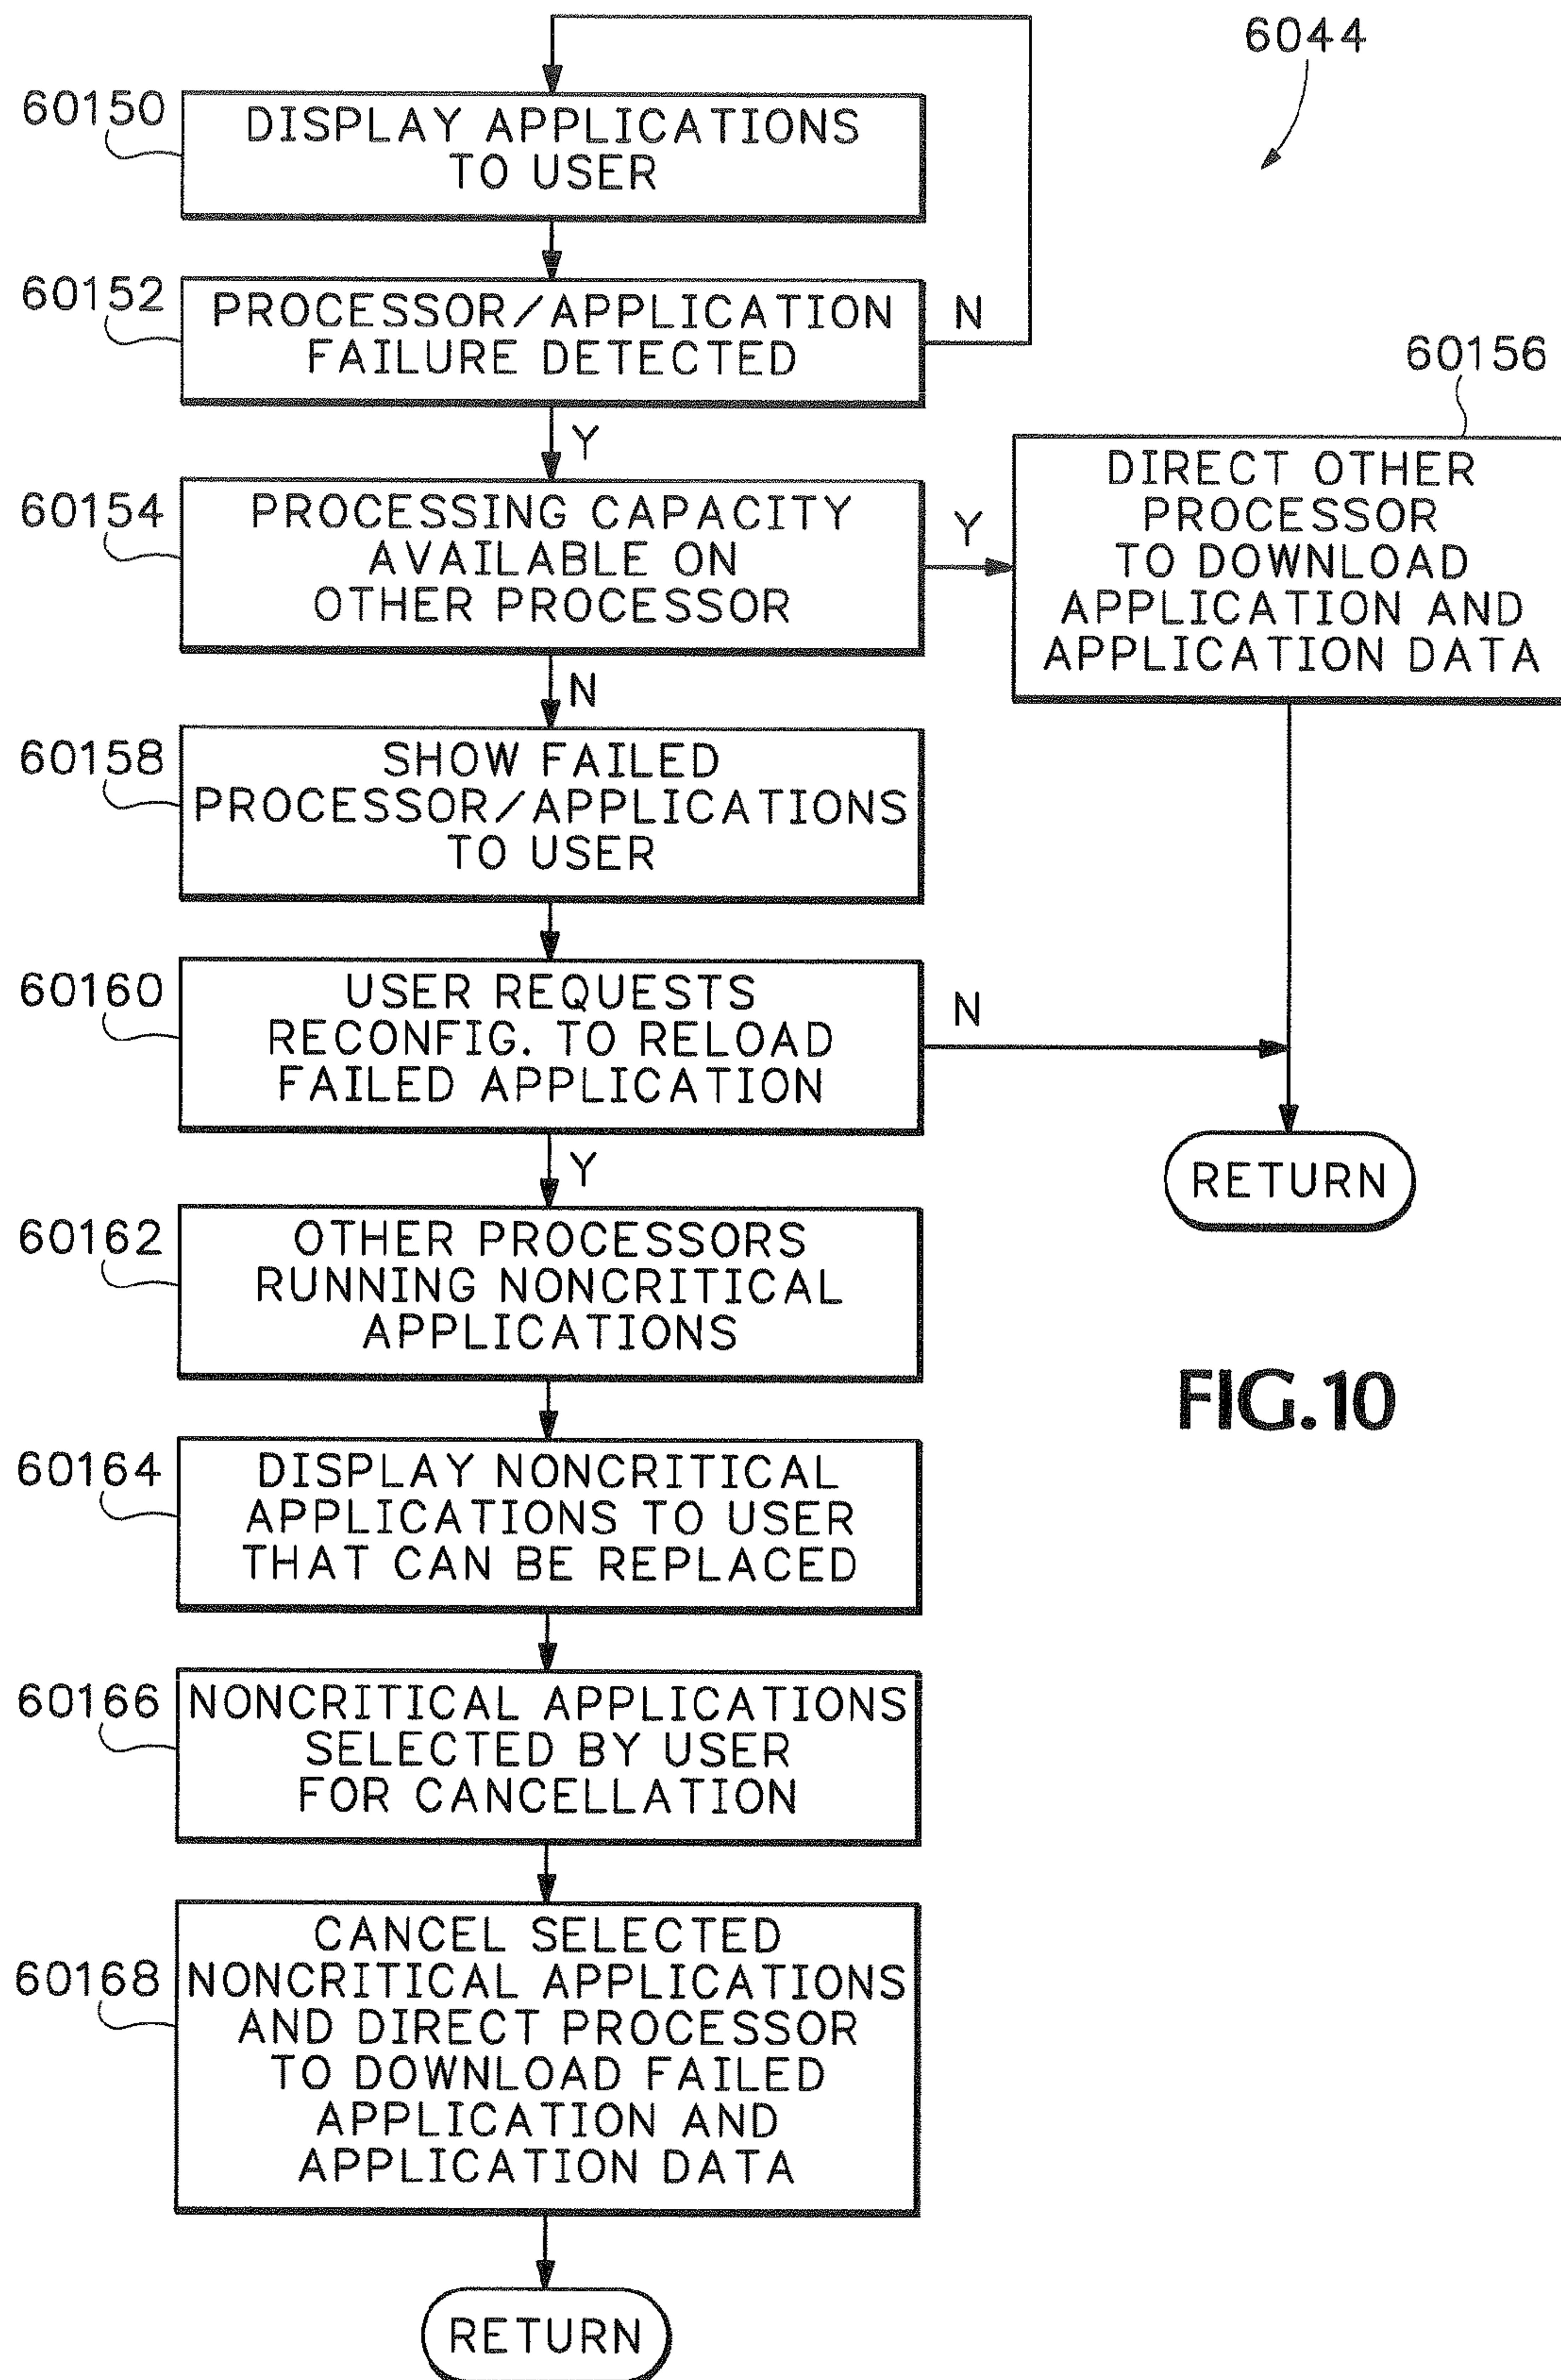 6044
60150
DISPLAY APPLICATIONS
TO USER
60152
PROCESSOR/APPLICATION
FAILURE DETECTED
N
Y
60154
PROCESSING CAPACITY
AVAILABLE ON
OTHER PROCESSOR
Y
60156
DIRECT OTHER
PROCESSOR
TO DOWNLOAD
APPLICATION AND
APPLICATION DATA
N
60158
SHOW FAILED
PROCESSOR/APPLICATIONS
TO USER
60160
USER REQUESTS
RECONFIG. TO RELOAD
FAILED APPLICATION
N
RETURN
Y
60162
OTHER PROCESSORS
RUNNING NONCRITICAL
APPLICATIONS
FIG.10
60164
DISPLAY NONCRITICAL
APPLICATIONS TO USER
THAT CAN BE REPLACED
60166
NONCRITICAL APPLICATIONS
SELECTED BY USER
FOR CANCELLATION
60168
CANCEL SELECTED
NONCRITICAL APPLICATIONS
AND DIRECT PROCESSOR
TO DOWNLOAD FAILED
APPLICATION AND
APPLICATION DATA
RETURN